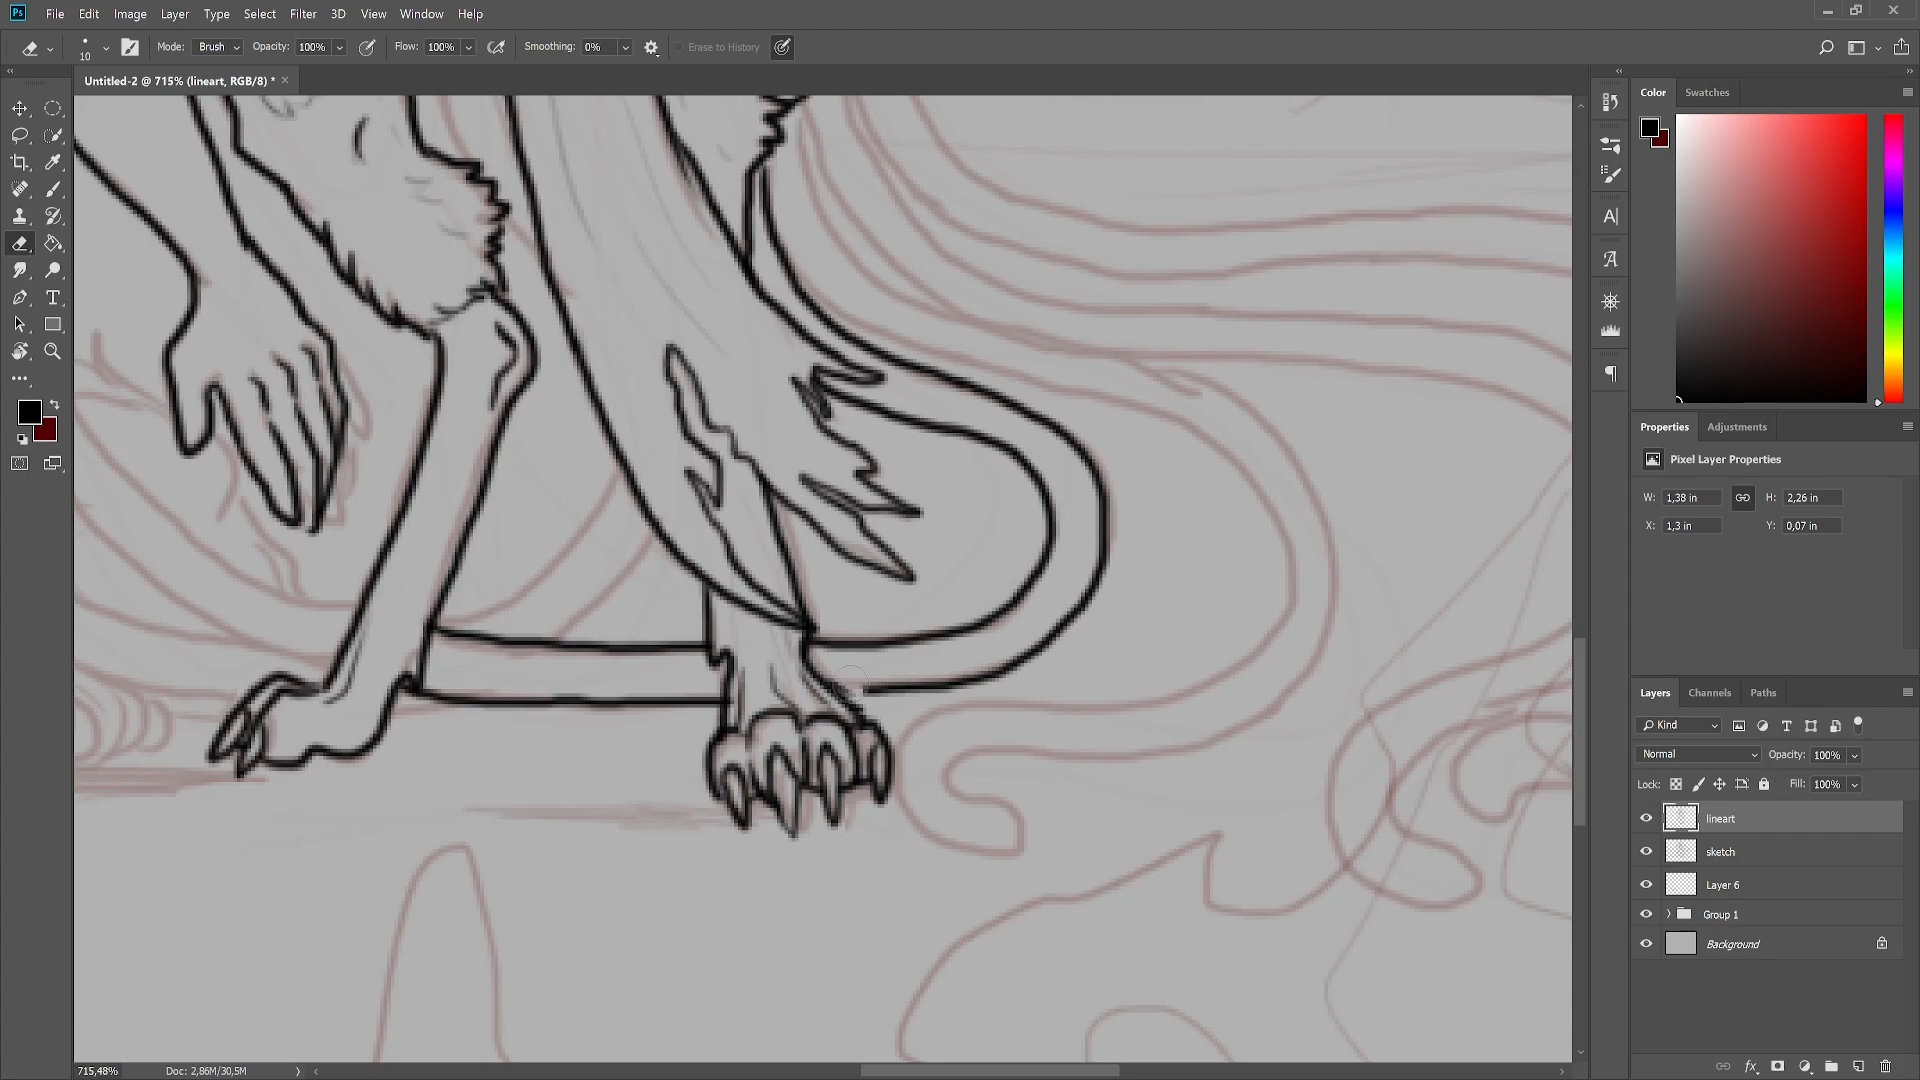 Ps File Edit Image Layer Type Select Filter 3D View Window Help
10 Mode: Brush Opacity: 100% Flow: 100% Smoothing: 0% Erase to History
Untitled-2 @ 715% (lineart, RGB/8) *
Color Swatches
Properties Adjustments
Pixel Layer Properties
W: 1,38 in H: 2,26 in
X: 1,3 in Y: 0,07 in
Layers Channels Paths
Kind
Normal Opacity: 100%
Lock: Fill: 100%
lineart
sketch
Layer 6
Group 1
Background
715,48% Doc: 2,86M/30,5M